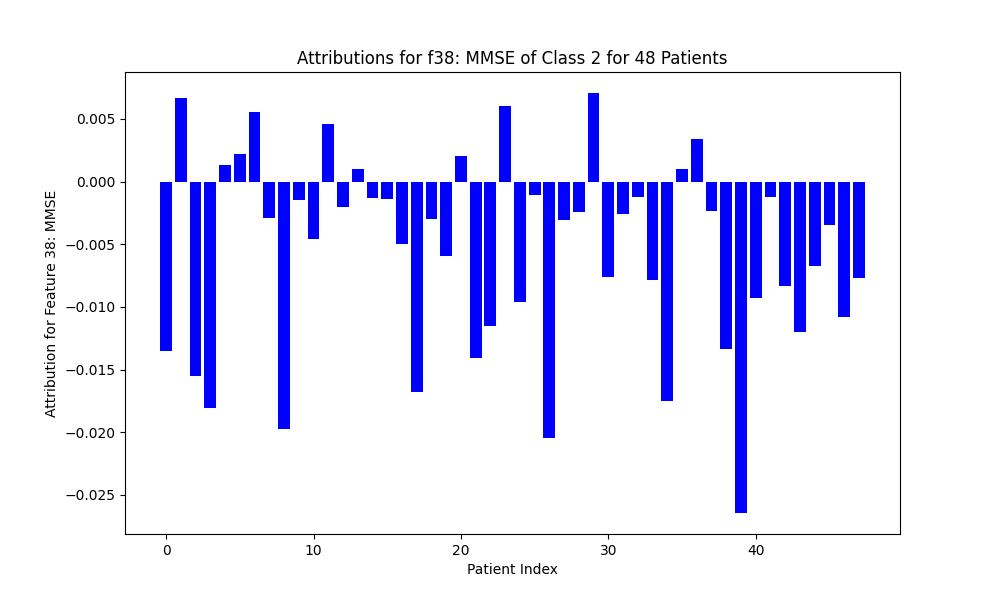 Attributions for f38: MMSE of Class 2 for 48 Patients
Attribution for Feature 38: MMSE
0.005
0.000
−0.005
−0.010
−0.015
−0.020
−0.025
0 10 20 30 40
Patient Index